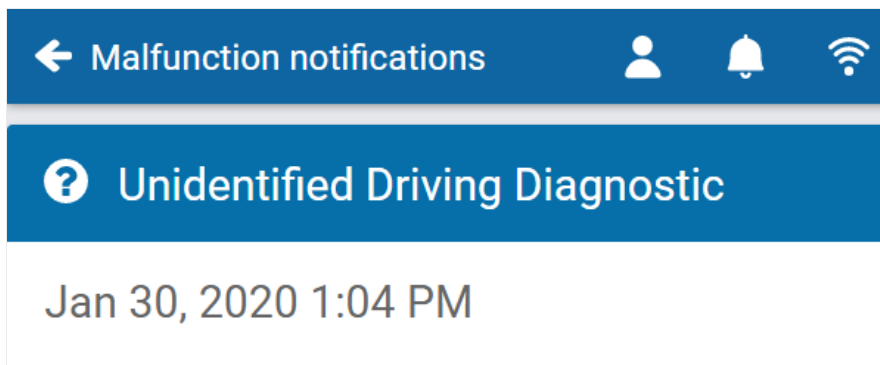 Malfunction notifications
Unidentified Driving Diagnostic
Jan 30, 2020 1:04 PM